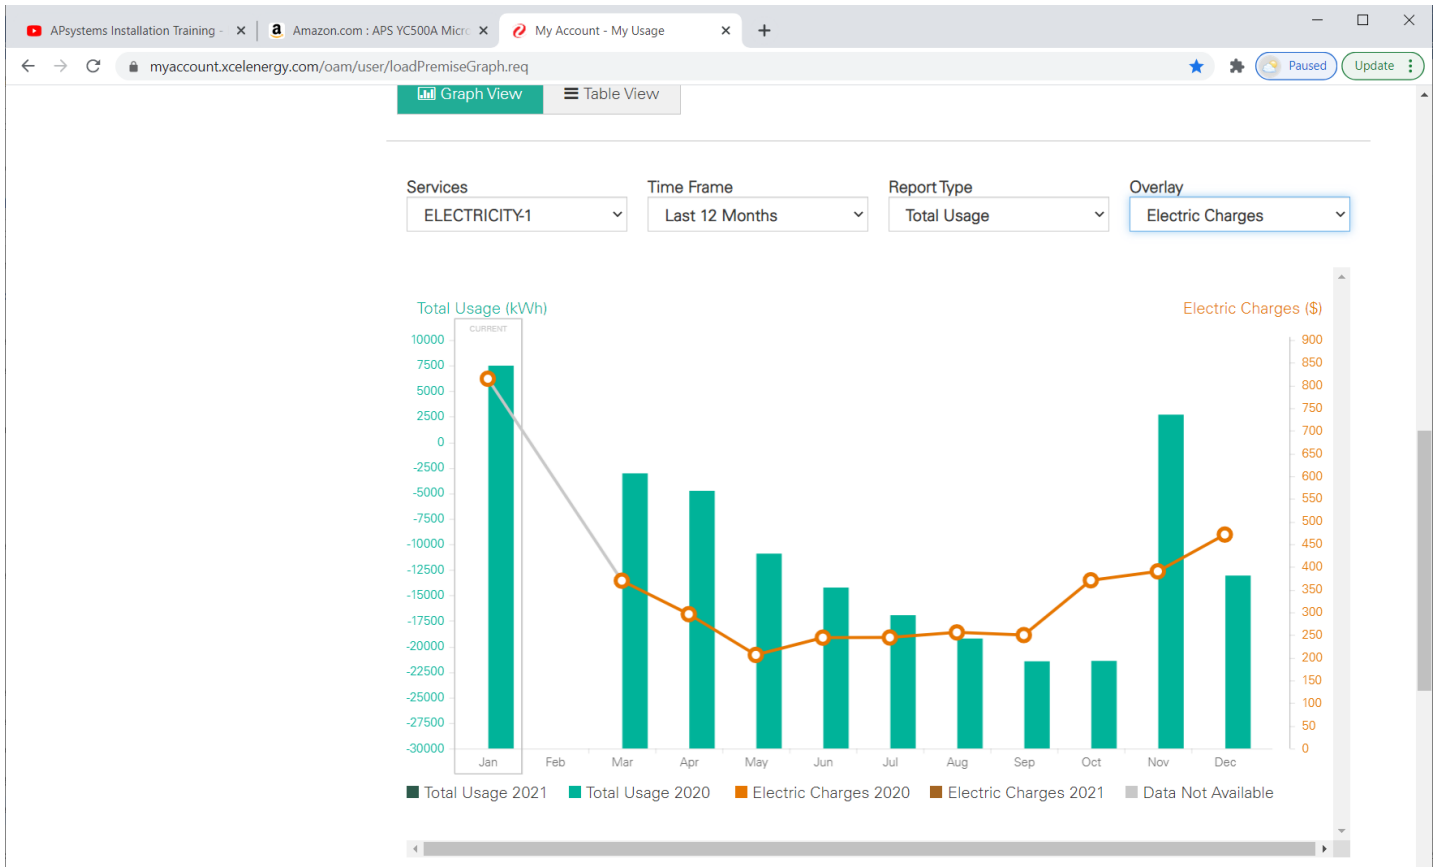 APsystems Installation Training -
a Amazon.com : APS YC500A Micro
My Account - My Usage
myaccount.xcelenergy.com/oam/user/loadPremiseGraph.req
Paused
Update
Graph View
Table View
Services
Time Frame
Report Type
Overlay
ELECTRICITY-1
Last 12 Months
Total Usage
Electric Charges
Total Usage (kWh)
Electric Charges ($)
CURRENT
10000
7500
5000
2500
0
-2500
-5000
-7500
-10000
-12500
-15000
-17500
-20000
-22500
-25000
-27500
-30000
900
850
800
750
700
650
600
550
500
450
400
350
300
250
200
150
100
50
0
Jan Feb Mar Apr May Jun Jul Aug Sep Oct Nov Dec
Total Usage 2021 Total Usage 2020 Electric Charges 2020 Electric Charges 2021 Data Not Available